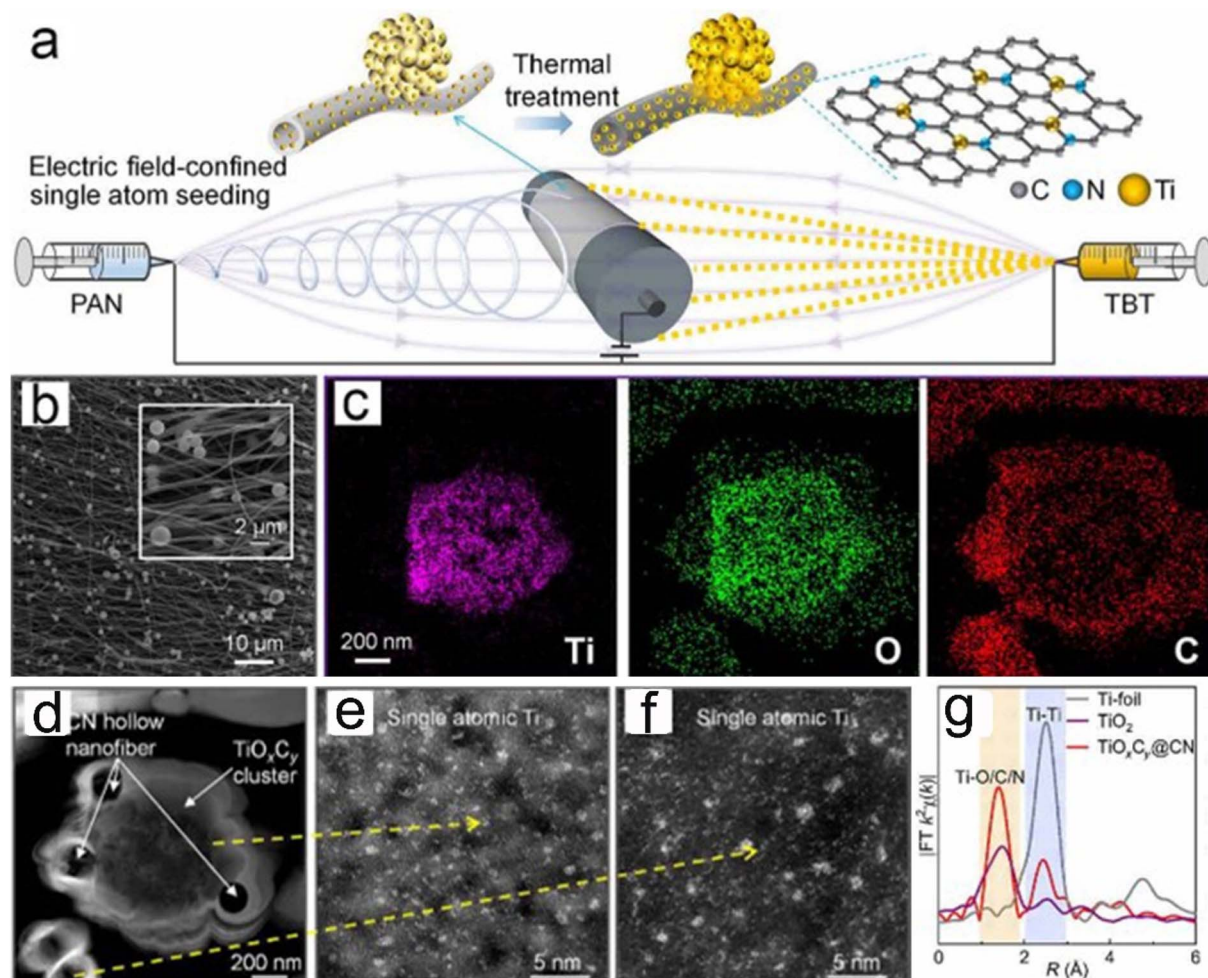 a
Thermal
treatment
Electric field-confined
single atom seeding
C N Ti
PAN
TBT
b
2 µm
10 µm
c
200 nm
Ti
O
C
d
CN hollow
nanofiber
TiOxCy
cluster
200 nm
e
Single atomic Ti
5 nm
f
Single atomic Ti
5 nm
g
Ti-foil
TiO2
TiOxCy@CN
Ti-Ti
Ti-O/C/N
|FT k²χ(k)|
0 2 4 6
R (Å)